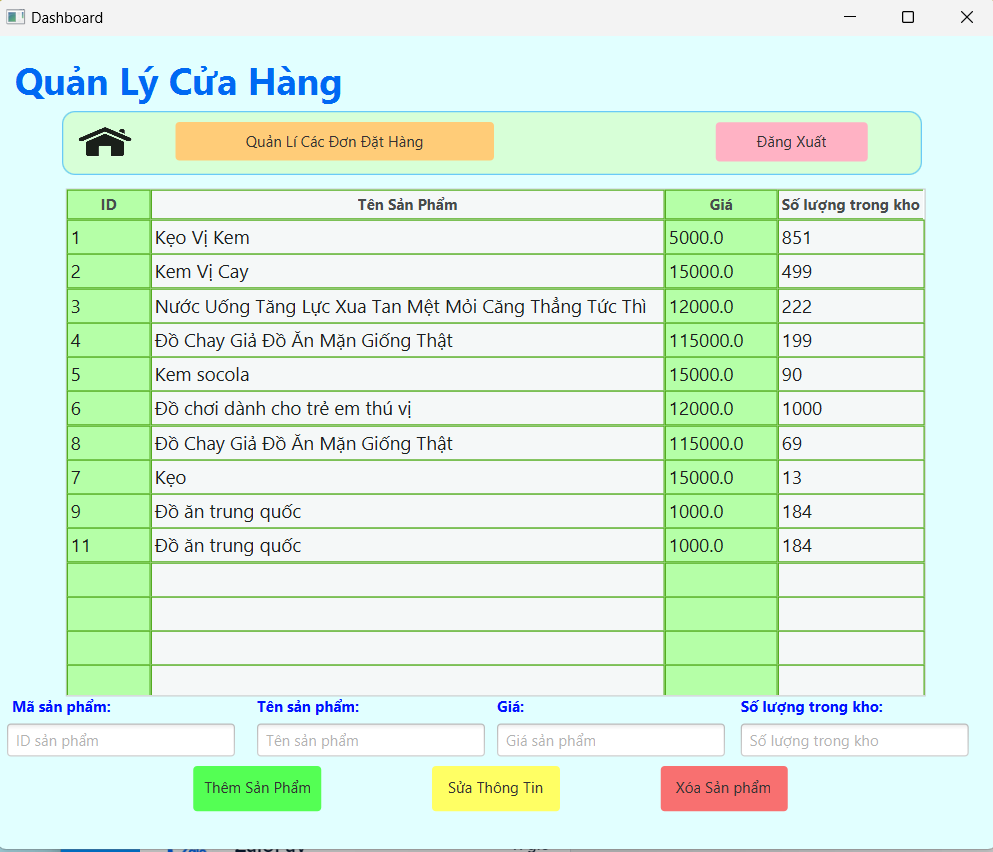 Dashboard
Quản Lý Cửa Hàng
Quản Lí Các Đơn Đặt Hàng Đăng Xuất
ID Tên Sản Phẩm Giá Số lượng trong kho
1 Kẹo Vị Kem 5000.0 851
2 Kem Vị Cay 15000.0 499
3 Nước Uống Tăng Lực Xua Tan Mệt Mỏi Căng Thẳng Tức Thì 12000.0 222
4 Đồ Chay Giả Đồ Ăn Mặn Giống Thật 115000.0 199
5 Kem socola 15000.0 90
6 Đồ chơi dành cho trẻ em thú vị 12000.0 1000
8 Đồ Chay Giả Đồ Ăn Mặn Giống Thật 115000.0 69
7 Kẹo 15000.0 13
9 Đồ ăn trung quốc 1000.0 184
11 Đồ ăn trung quốc 1000.0 184
Mã sản phẩm: Tên sản phẩm: Giá: Số lượng trong kho:
ID sản phẩm Tên sản phẩm Giá sản phẩm Số lượng trong kho
Thêm Sản Phẩm Sửa Thông Tin Xóa Sản phẩm